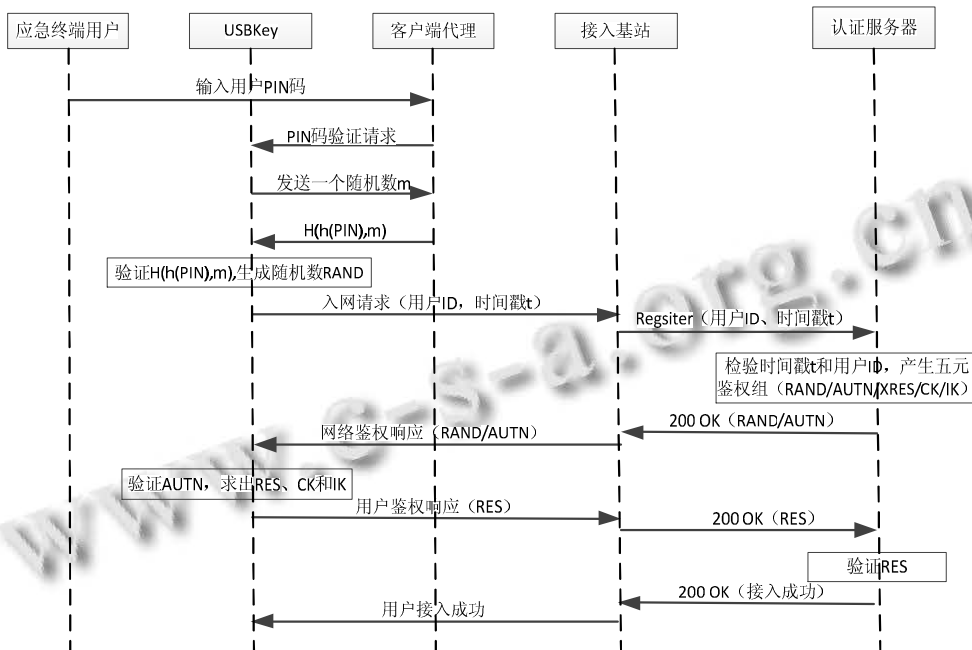 应急终端用户
USBKey
客户端代理
接入基站
认证服务器
输入用户PIN码
PIN码验证请求
发送一个随机数m
H(h(PIN),m)
验证H(h(PIN),m),生成随机数RAND
入网请求（用户ID，时间戳t）
Regsiter（用户ID、时间戳t）
检验时间戳t和用户ID，产生五元
鉴权组（RAND/AUTN/XRES/CK/IK）
200 OK（RAND/AUTN）
网络鉴权响应（RAND/AUTN）
验证AUTN，求出RES、CK和IK
用户鉴权响应（RES）
200 OK（RES）
验证RES
200 OK（接入成功）
用户接入成功
www.c-s-a.org.cn